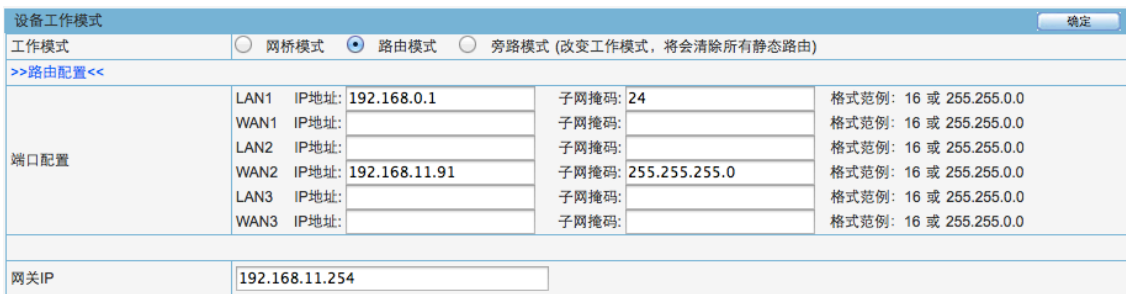 设备工作模式 确定
工作模式 网桥模式 路由模式 旁路模式 (改变工作模式，将会清除所有静态路由)
>>路由配置<<
端口配置
LAN1 IP地址: 192.168.0.1 子网掩码: 24 格式范例：16 或 255.255.0.0
WAN1 IP地址: 子网掩码: 格式范例：16 或 255.255.0.0
LAN2 IP地址: 子网掩码: 格式范例：16 或 255.255.0.0
WAN2 IP地址: 192.168.11.91 子网掩码: 255.255.255.0 格式范例：16 或 255.255.0.0
LAN3 IP地址: 子网掩码: 格式范例：16 或 255.255.0.0
WAN3 IP地址: 子网掩码: 格式范例：16 或 255.255.0.0
网关IP 192.168.11.254